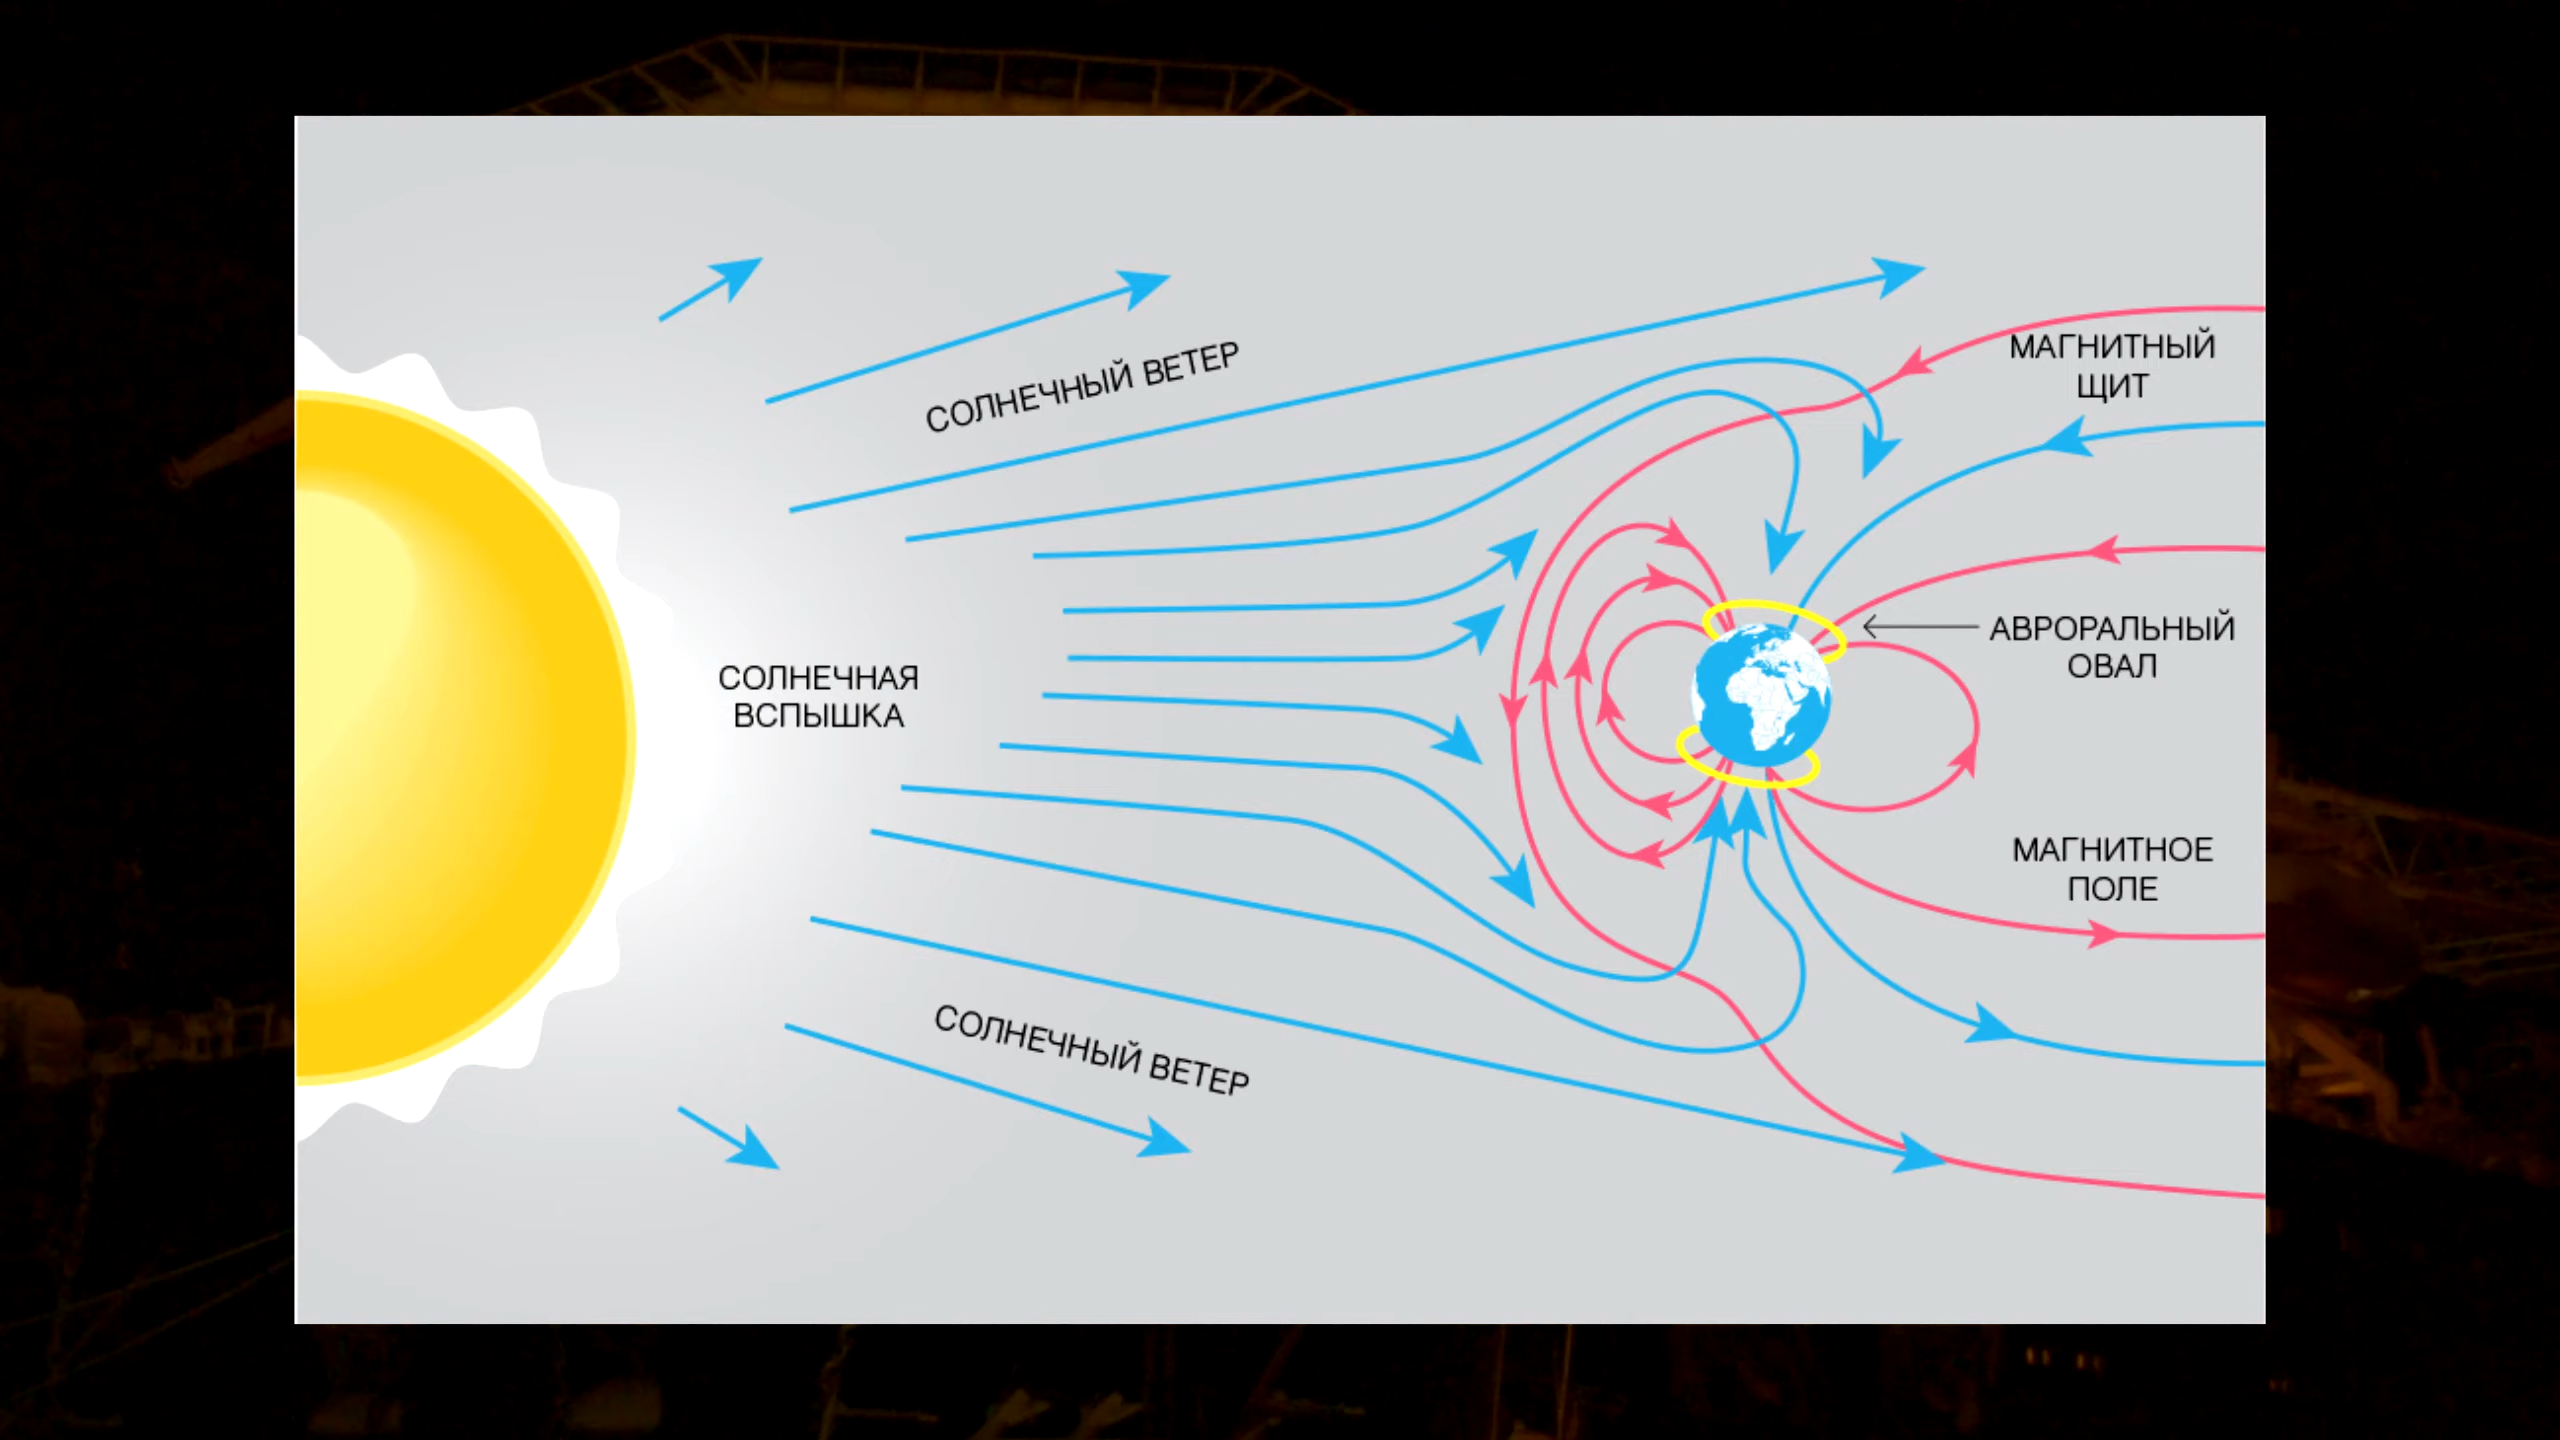 СОЛНЕЧНЫЙ ВЕТЕР
МАГНИТНЫЙ
ЩИТ
СОЛНЕЧНАЯ
ВСПЫШКА
АВРОРАЛЬНЫЙ
ОВАЛ
МАГНИТНОЕ
ПОЛЕ
СОЛНЕЧНЫЙ ВЕТЕР